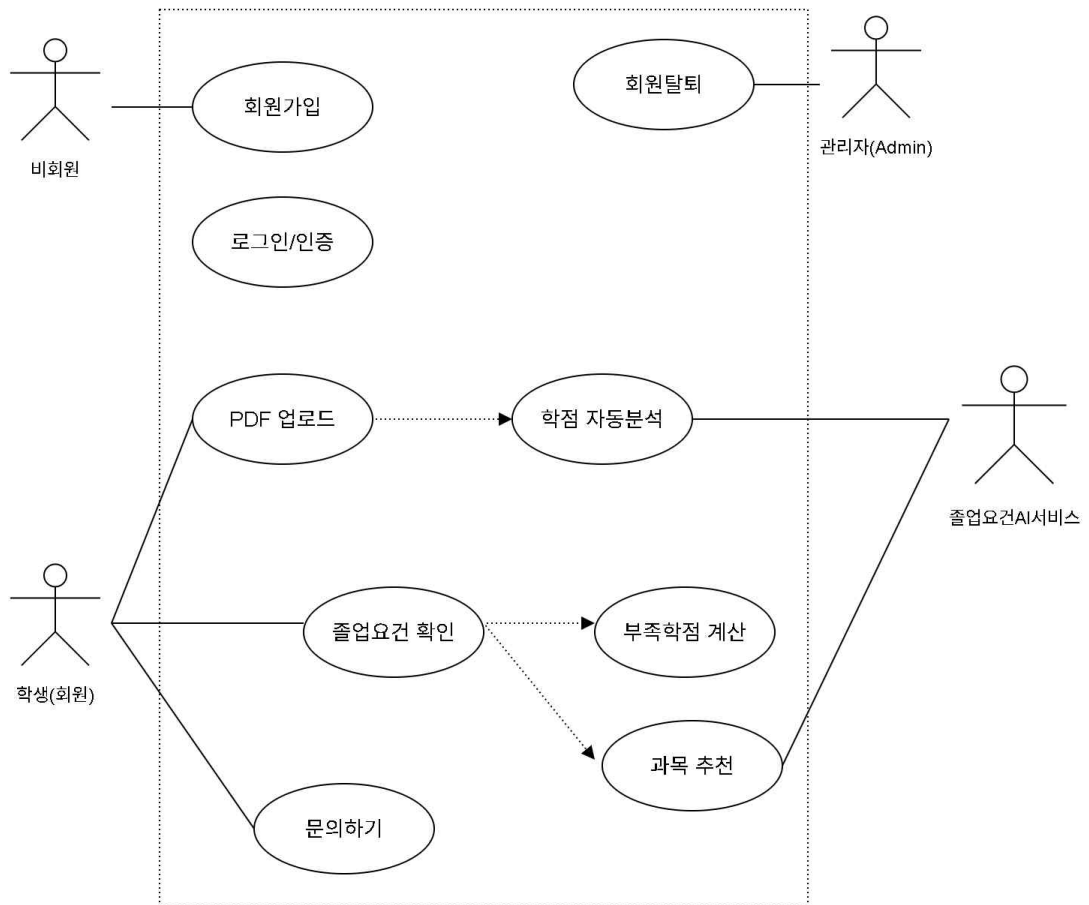 회원가입
회원탈퇴
비회원
관리자(Admin)
로그인/인증
PDF 업로드
학점 자동분석
졸업요건AI서비스
졸업요건 확인
부족학점 계산
학생(회원)
과목 추천
문의하기